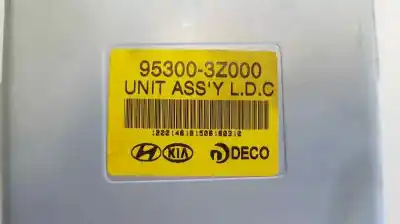 95300-3Z000
UNIT ASS'Y L.D.C
KIA DECO